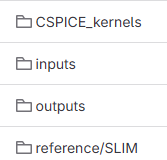 CSPICE_kernels
inputs
outputs
reference/SLIM